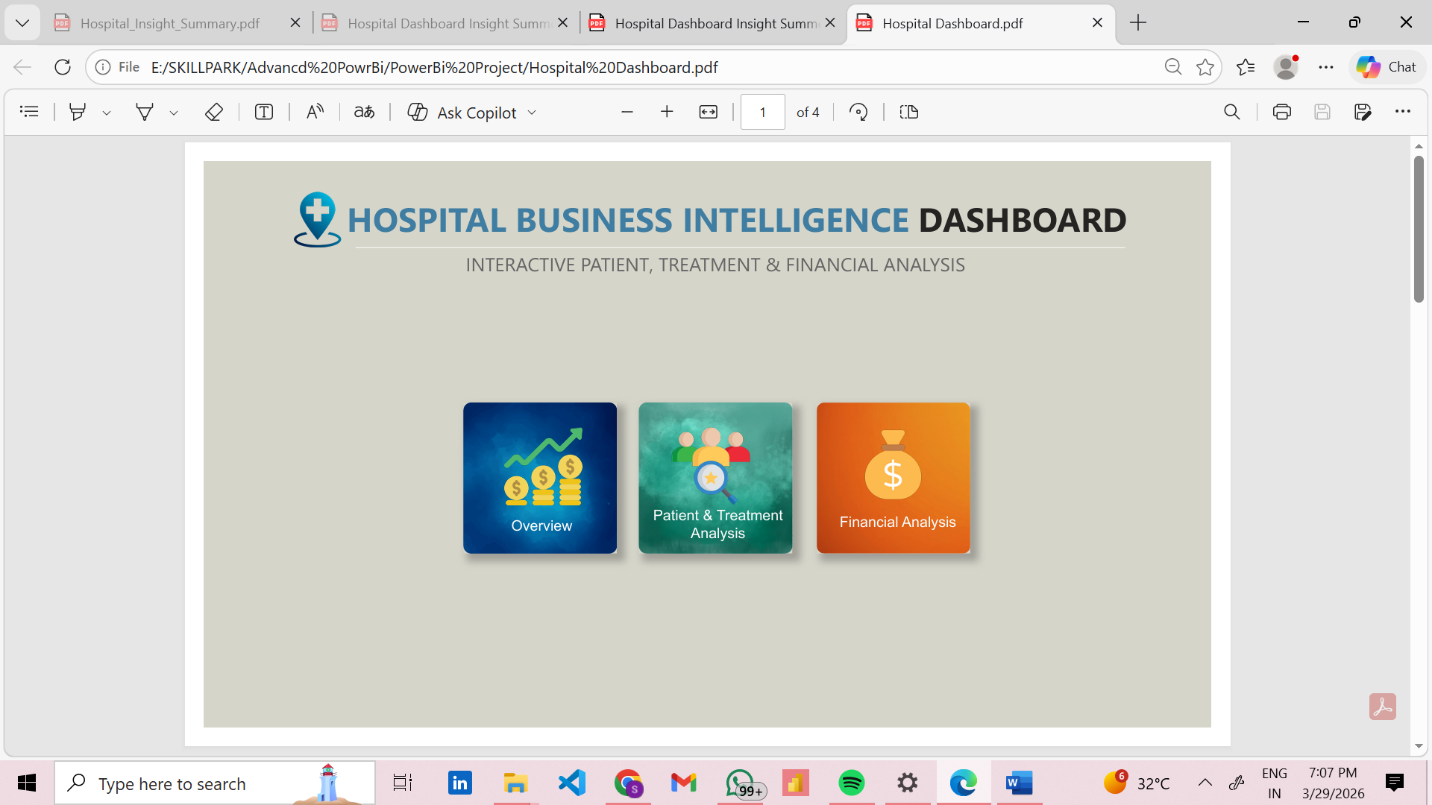 Hospital_Insight_Summary.pdf
Hospital Dashboard Insight Summ
Hospital Dashboard Insight Summ
Hospital Dashboard.pdf
File
E:/SKILLPARK/Advancd%20PowrBi/PowerBi%20Project/Hospital%20Dashboard.pdf
Chat
Ask Copilot
1 of 4
HOSPITAL BUSINESS INTELLIGENCE DASHBOARD
INTERACTIVE PATIENT, TREATMENT & FINANCIAL ANALYSIS
Overview
Patient & Treatment
Analysis
Financial Analysis
Type here to search
99+
6
32°C
ENG
IN
7:07 PM
3/29/2026